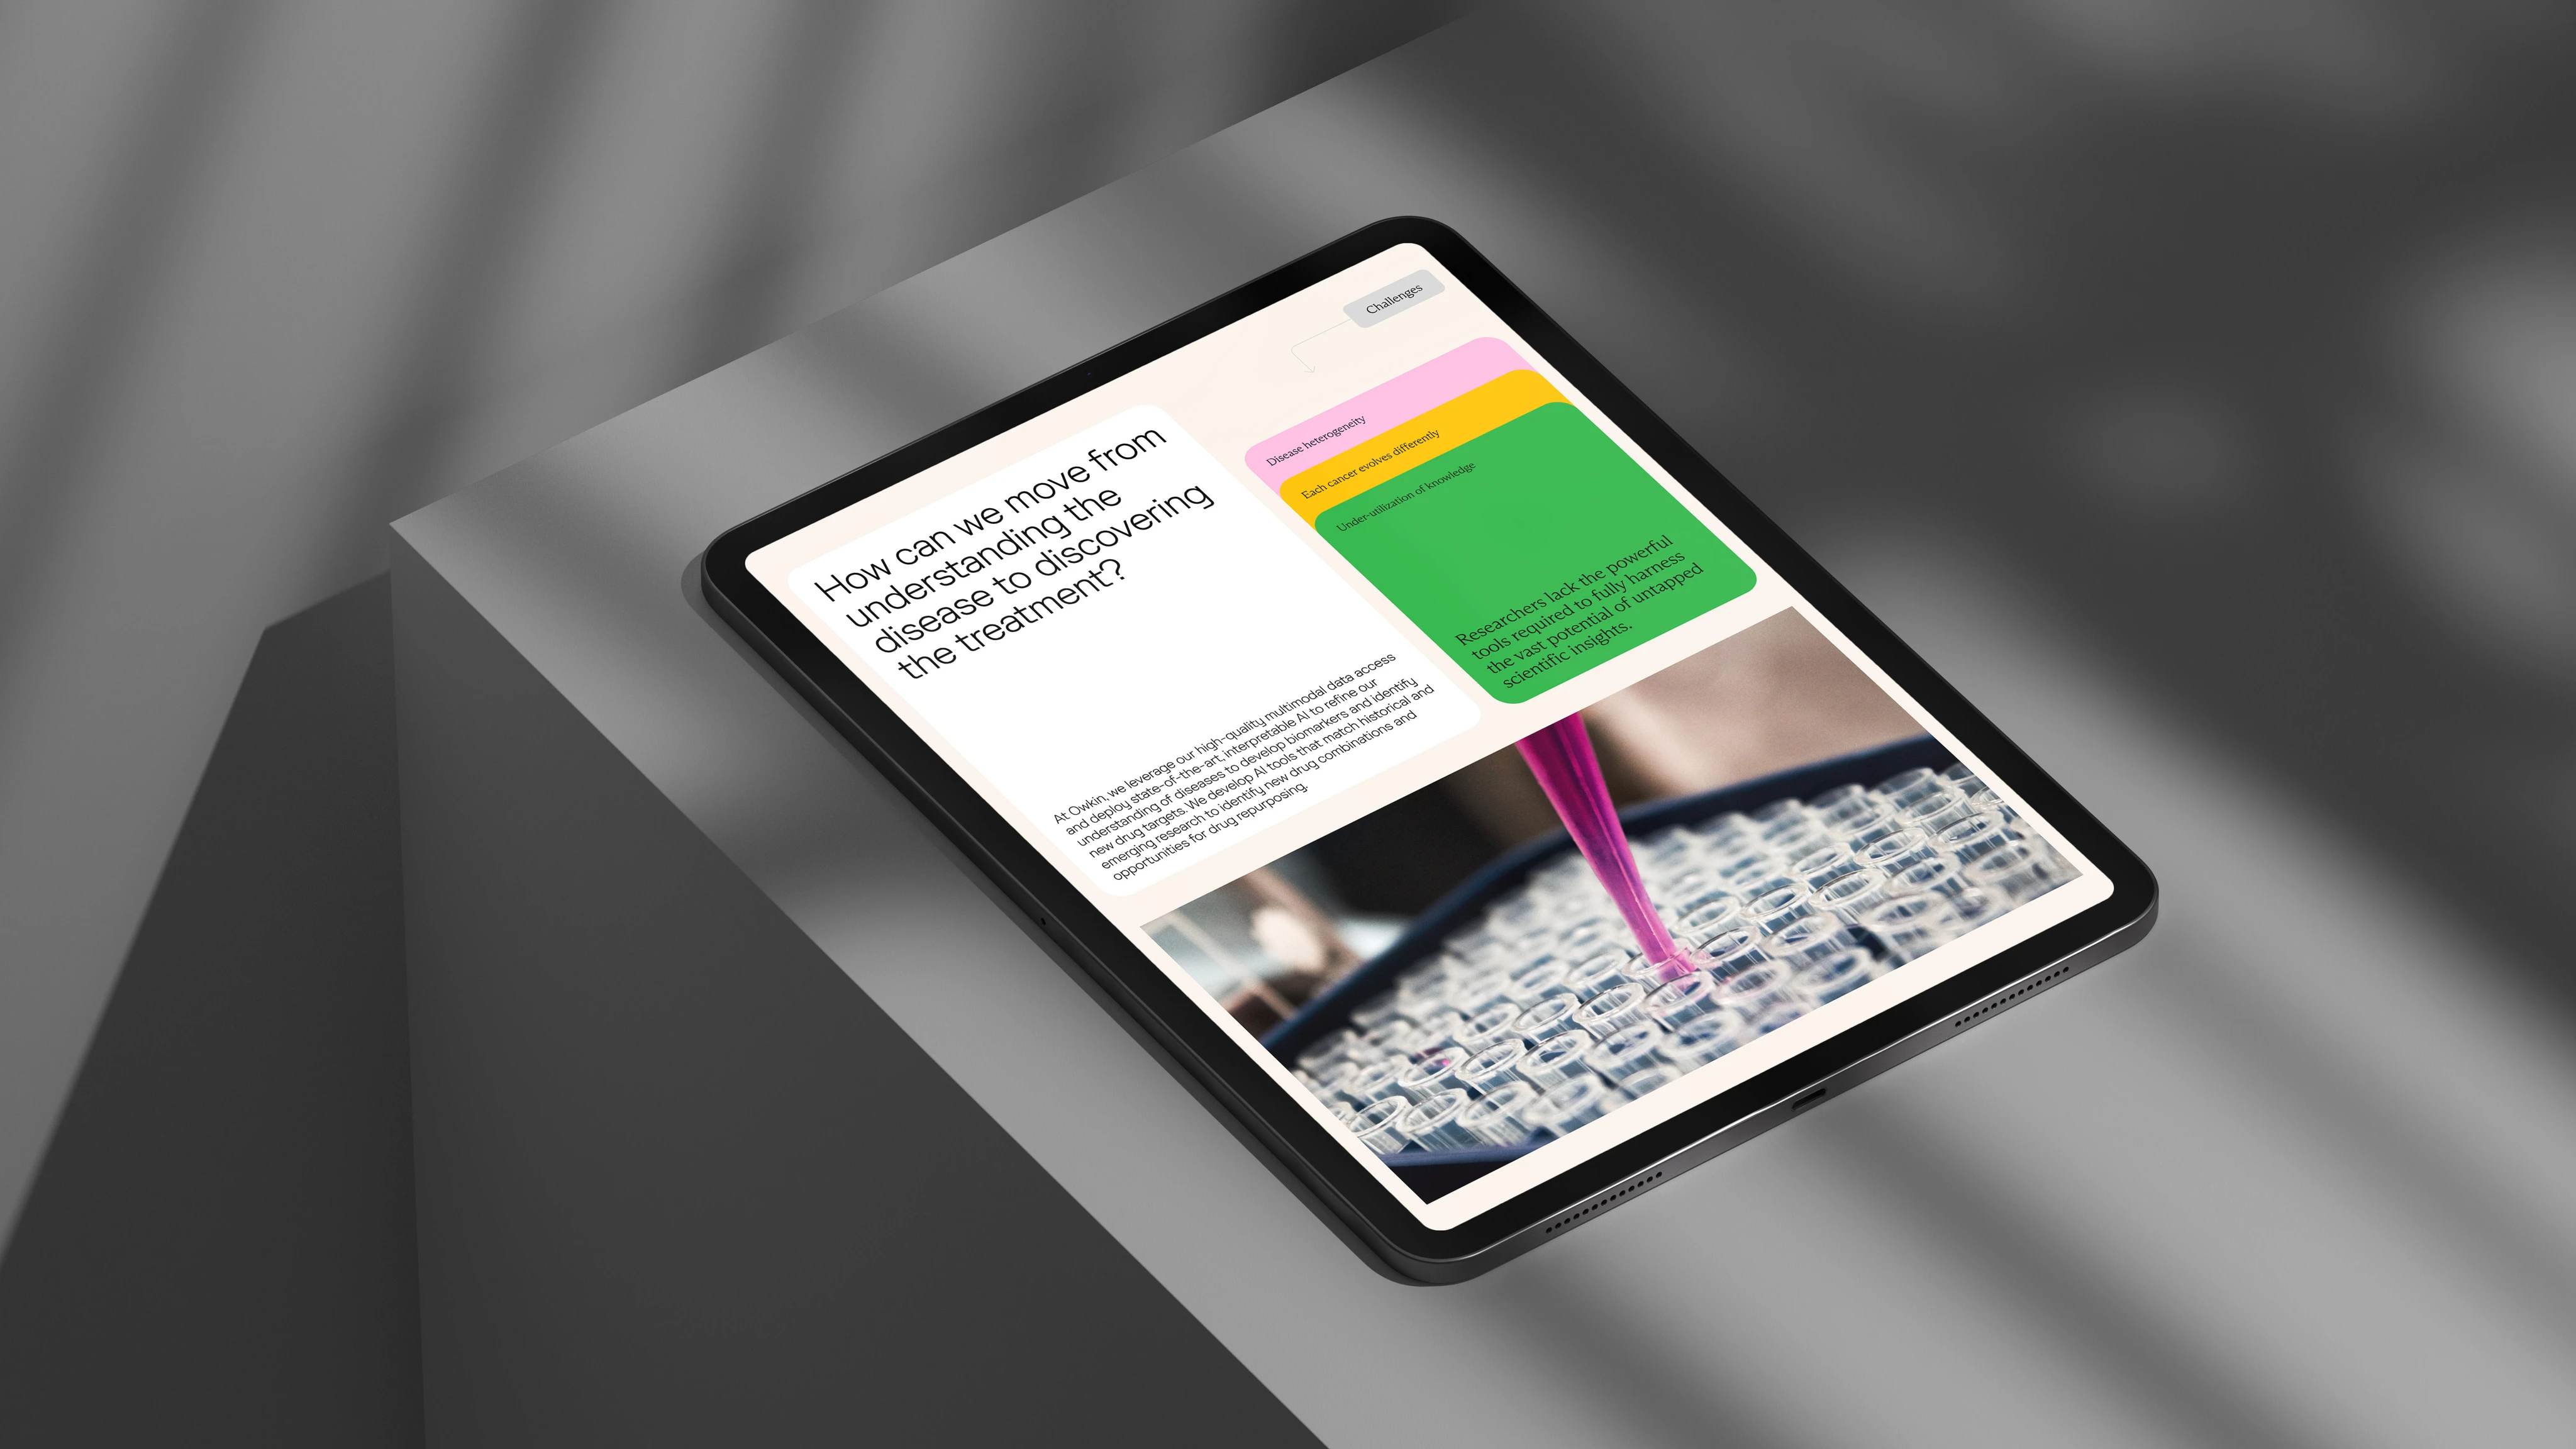 Challenges
How can we move from
understanding the
disease to discovering
the treatment?
At Owkin, we leverage our high-quality multimodal data access
and deploy state-of-the-art, interpretable AI to refine our
understanding of diseases to develop biomarkers and identify
new drug targets. We develop AI tools that match historical and
emerging research to identify new drug combinations and
opportunities for drug repurposing.
Disease heterogeneity
Each cancer evolves differently
Under-utilization of knowledge
Researchers lack the powerful
tools required to fully harness
the vast potential of untapped
scientific insights.